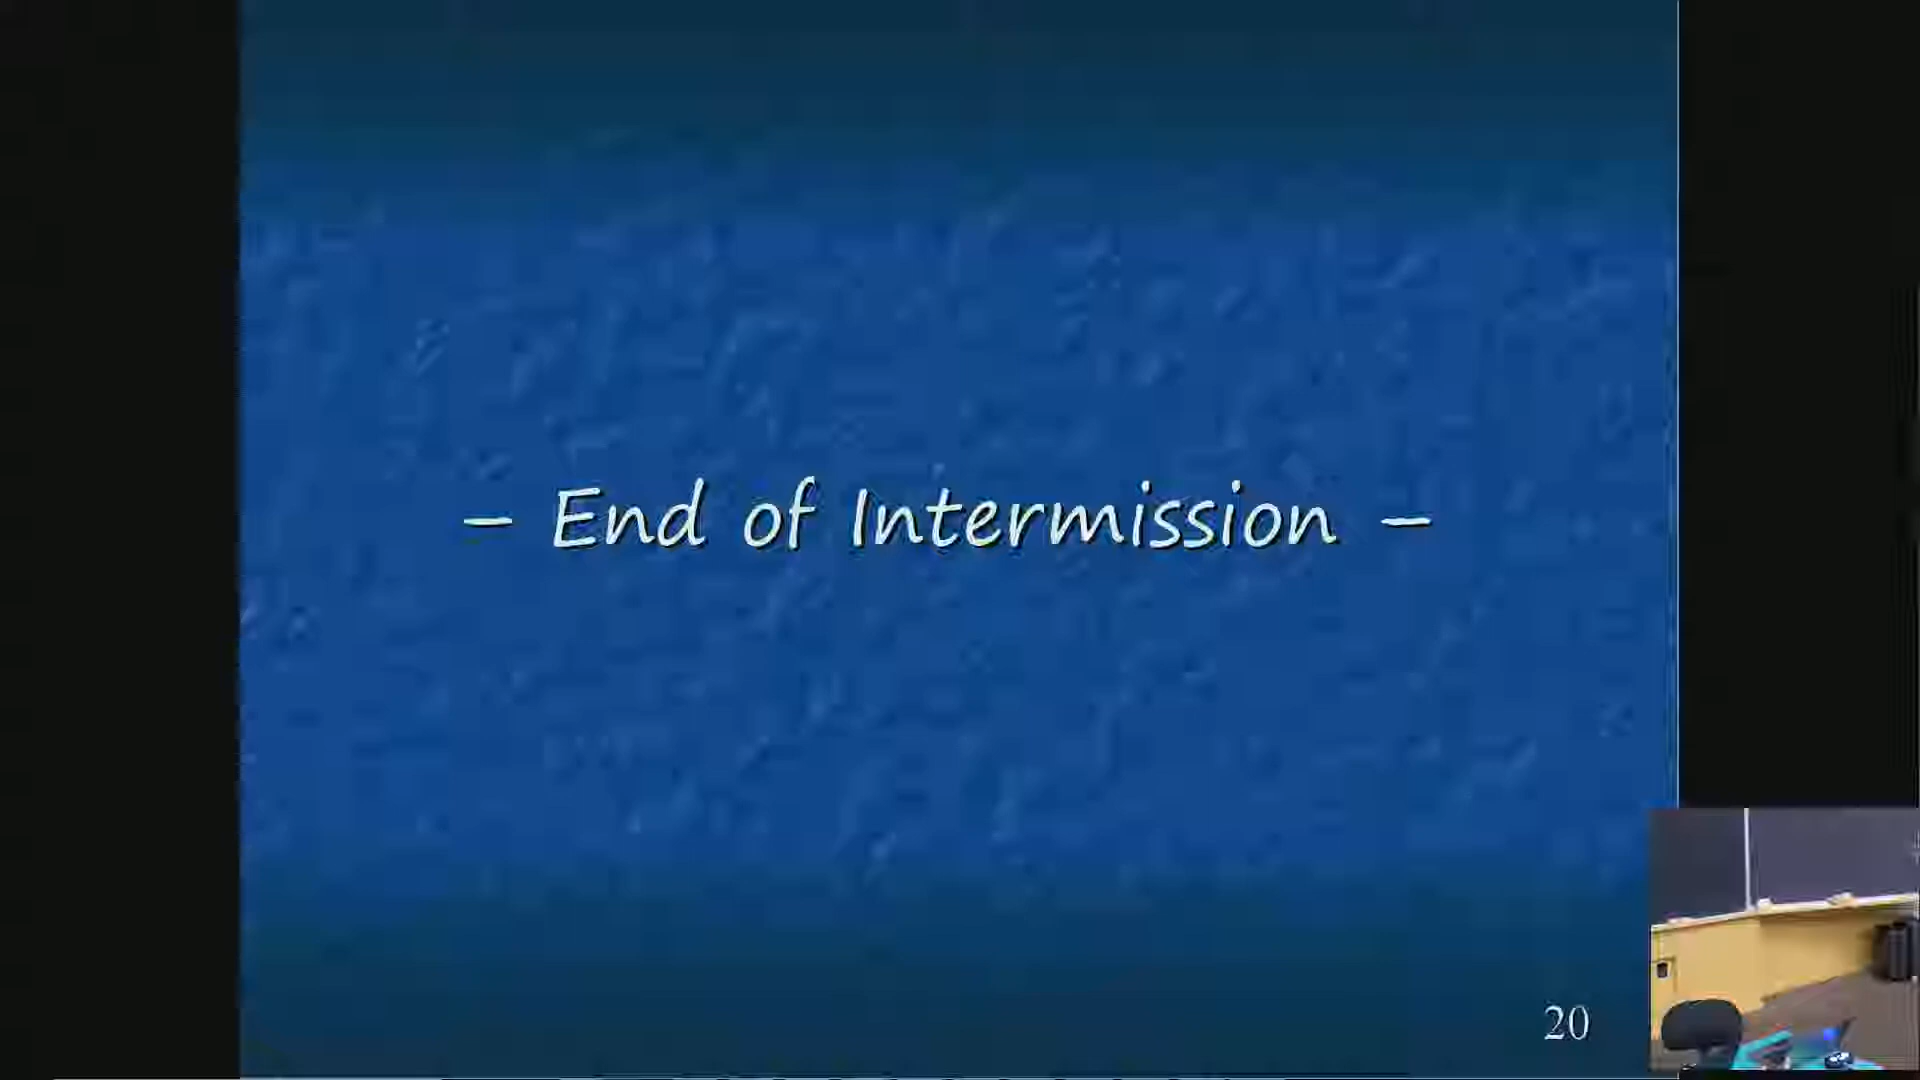 – End of Intermission –
20